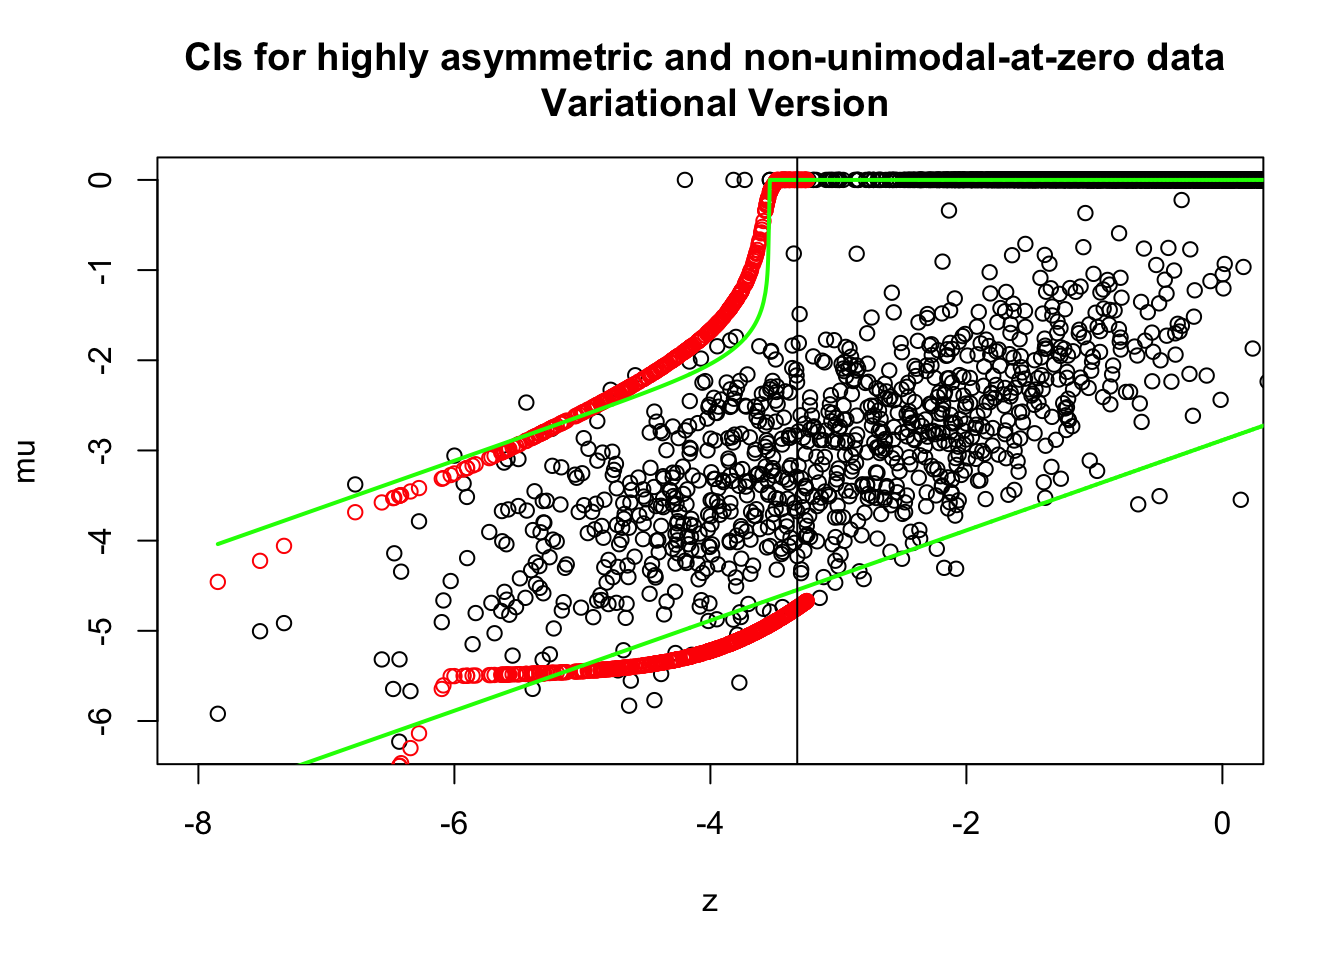 CIs for highly asymmetric and non-unimodal-at-zero data
Variational Version
0
-1
-2
-3
-4
-5
-6
mu
-8 -6 -4 -2 0
z